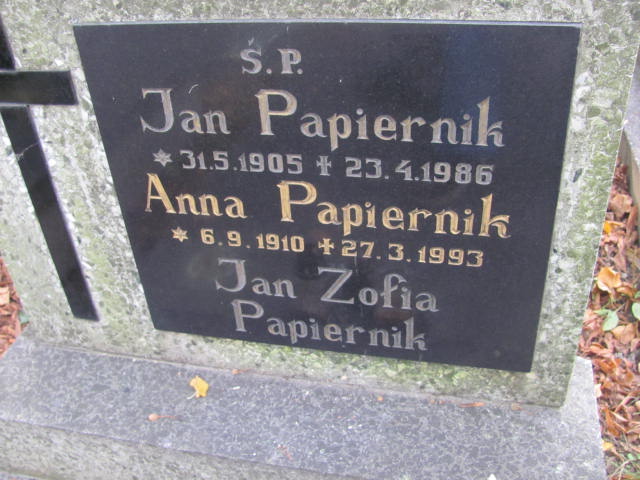 Ś.P.
Jan Papiernik
* 31.5.1905 ✝ 23.4.1986
Anna Papiernik
* 6.9.1910 ✝ 27.3.1993
Jan Zofia
Papiernik